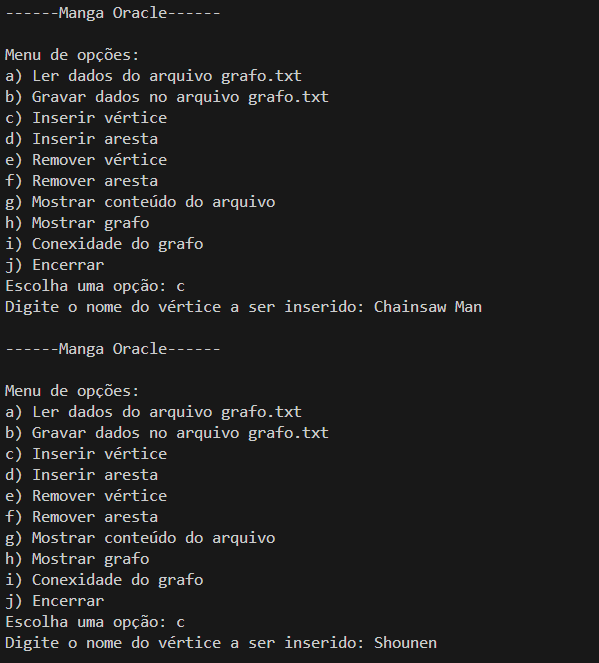 ------Manga Oracle------
Menu de opções:
a) Ler dados do arquivo grafo.txt
b) Gravar dados no arquivo grafo.txt
c) Inserir vértice
d) Inserir aresta
e) Remover vértice
f) Remover aresta
g) Mostrar conteúdo do arquivo
h) Mostrar grafo
i) Conexidade do grafo
j) Encerrar
Escolha uma opção: c
Digite o nome do vértice a ser inserido: Chainsaw Man
------Manga Oracle------
Menu de opções:
a) Ler dados do arquivo grafo.txt
b) Gravar dados no arquivo grafo.txt
c) Inserir vértice
d) Inserir aresta
e) Remover vértice
f) Remover aresta
g) Mostrar conteúdo do arquivo
h) Mostrar grafo
i) Conexidade do grafo
j) Encerrar
Escolha uma opção: c
Digite o nome do vértice a ser inserido: Shounen